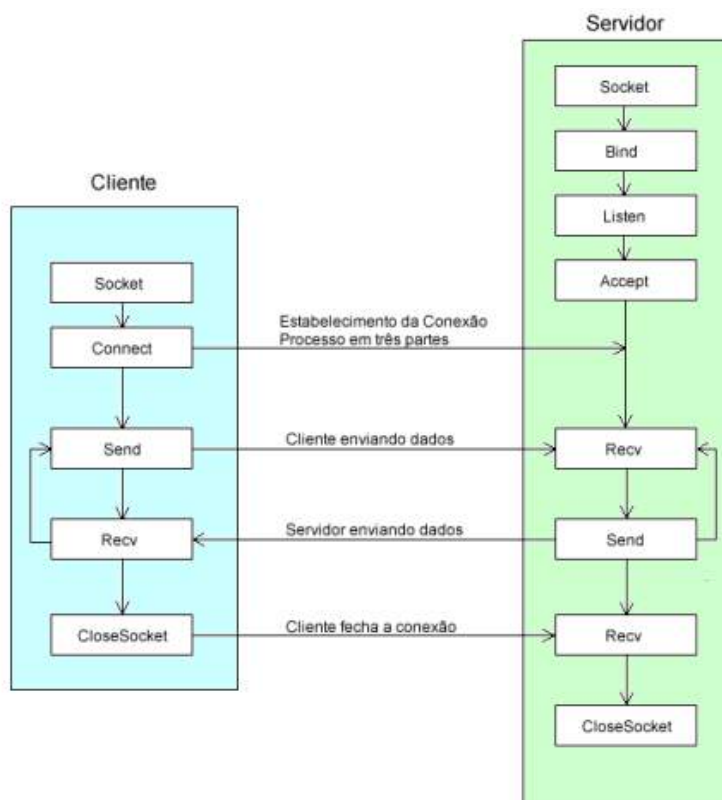 Servidor
Socket
Bind
Listen
Accept
Cliente
Socket
Connect
Estabelecimento da Conexão
Processo em três partes
Send
Cliente enviando dados
Recv
Recv
Servidor enviando dados
Send
CloseSocket
Cliente fecha a conexão
Recv
CloseSocket